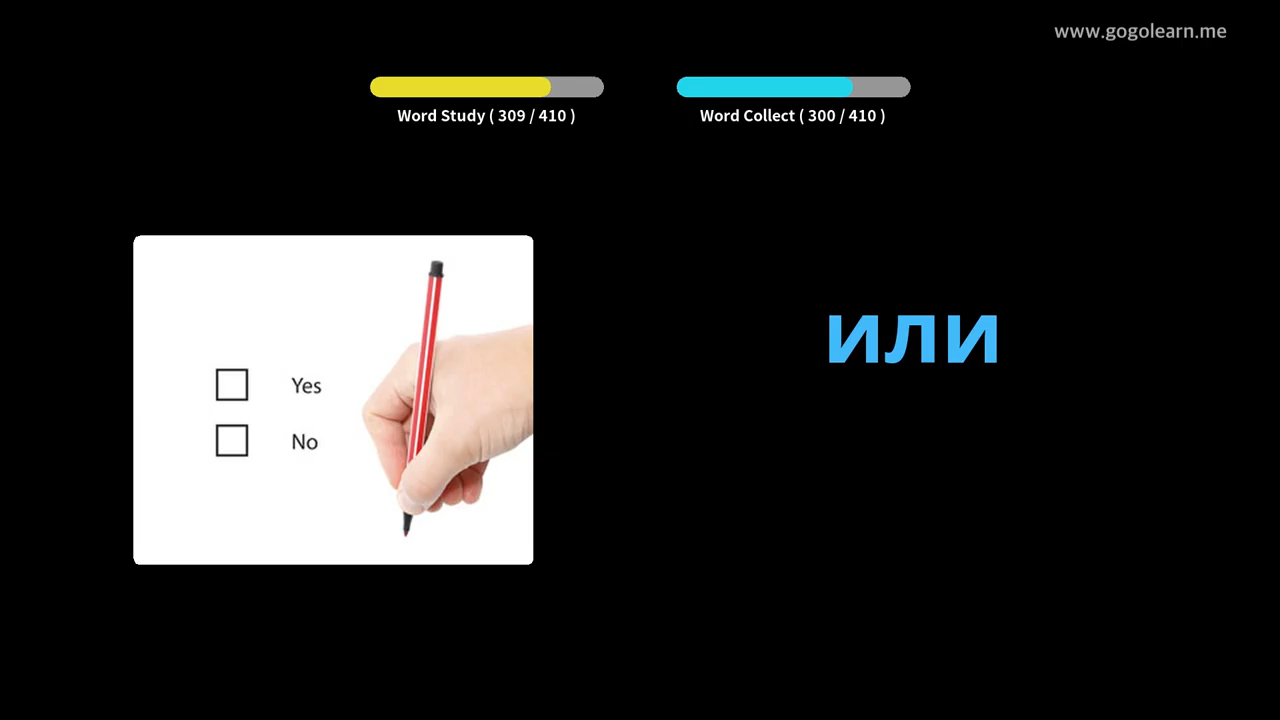 www.gogolearn.me
Word Study ( 309 / 410 )
Word Collect ( 300 / 410 )
или
Yes
No